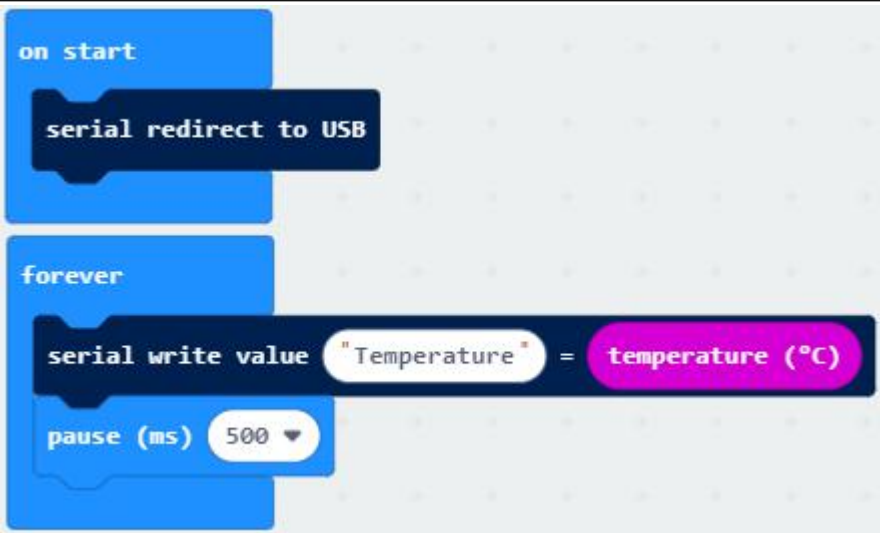 on start
serial redirect to USB
forever
serial write value "Temperature" = temperature (°C)
pause (ms) 500